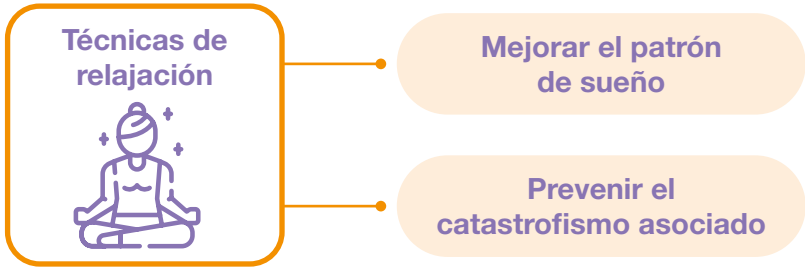 Técnicas de
relajación
Mejorar el patrón
de sueño
Prevenir el
catastrofismo asociado